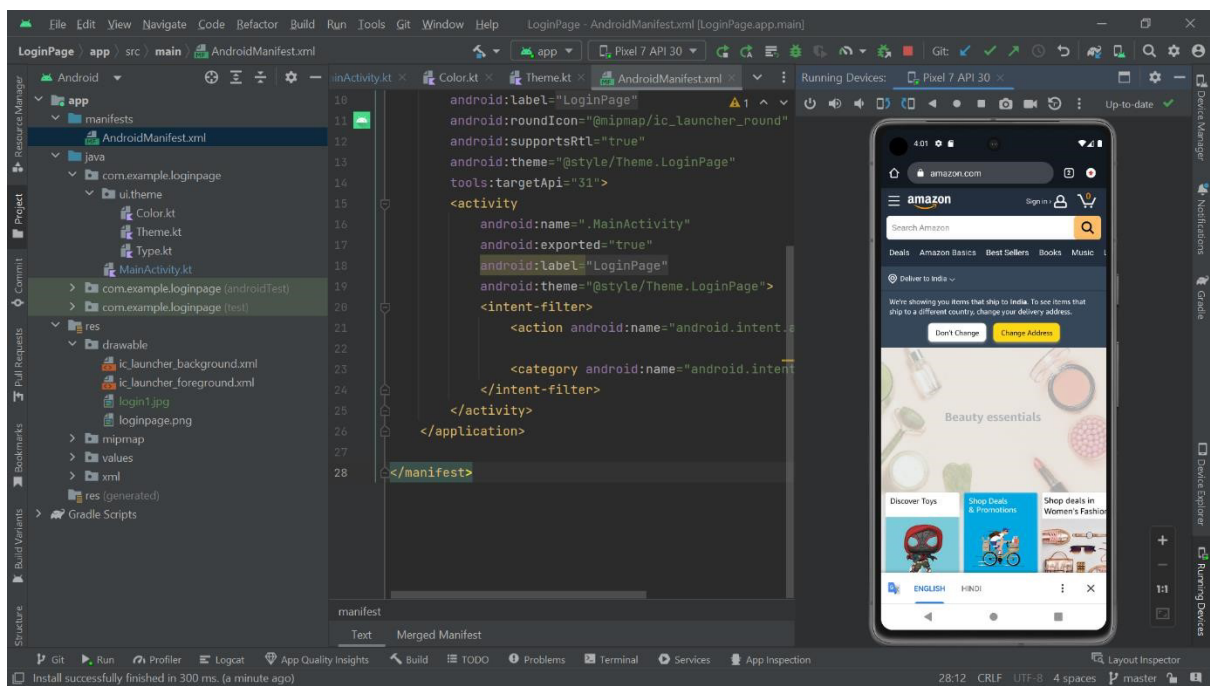 File Edit View Navigate Code Refactor Build Run Tools Git Window Help LoginPage - AndroidManifest.xml [LoginPage.app.main]
LoginPage app src main AndroidManifest.xml
app Pixel 7 API 30 Git:
Resource Manager
Project
Commit
Pull Requests
Bookmarks
Build Variants
Structure
Android
app
manifests
AndroidManifest.xml
java
com.example.loginpage
ui.theme
Color.kt
Theme.kt
Type.kt
MainActivity.kt
com.example.loginpage (androidTest)
com.example.loginpage (test)
res
drawable
ic_launcher_background.xml
ic_launcher_foreground.xml
login1.jpg
loginpage.png
mipmap
values
xml
res (generated)
Gradle Scripts
inActivity.kt Color.kt Theme.kt AndroidManifest.xml
1
10 android:label="LoginPage"
11 android:roundIcon="@mipmap/ic_launcher_round"
12 android:supportsRtl="true"
13 android:theme="@style/Theme.LoginPage"
14 tools:targetApi="31">
15 <activity
16 android:name=".MainActivity"
17 android:exported="true"
18 android:label="LoginPage"
19 android:theme="@style/Theme.LoginPage">
20 <intent-filter>
21 <action android:name="android.intent.a
22
23 <category android:name="android.intent
24 </intent-filter>
25 </activity>
26 </application>
27
28 </manifest>
manifest
Text Merged Manifest
Running Devices: Pixel 7 API 30
Up-to-date
4:01
amazon.com
amazon Sign in › 0
Search Amazon
Deals Amazon Basics Best Sellers Books Music
Deliver to India
We're showing you items that ship to India. To see items that
ship to a different country, change your delivery address.
Don't Change Change Address
Beauty essentials
Discover Toys
Shop Deals
& Promotions
Shop deals in
Women's Fashion
ENGLISH HINDI
1:1
Device Manager
Notifications
Gradle
Device Explorer
Running Devices
Git Run Profiler Logcat App Quality Insights Build TODO Problems Terminal Services App Inspection Layout Inspector
Install successfully finished in 300 ms. (a minute ago) 28:12 CRLF UTF-8 4 spaces master